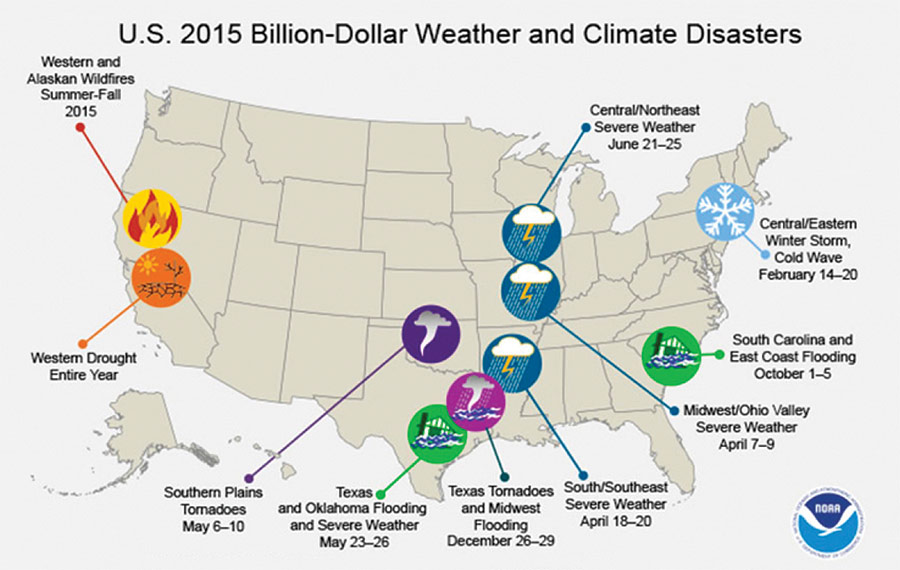 U.S. 2015 Billion-Dollar Weather and Climate Disasters
Western and
Alaskan Wildfires
Summer-Fall
2015
Central/Northeast
Severe Weather
June 21–25
Central/Eastern
Winter Storm,
Cold Wave
February 14–20
Western Drought
Entire Year
South Carolina and
East Coast Flooding
October 1–5
Midwest/Ohio Valley
Severe Weather
April 7–9
Southern Plains
Tornadoes
May 6–10
Texas
and Oklahoma Flooding
and Severe Weather
May 23–26
Texas Tornadoes
and Midwest
Flooding
December 26–29
South/Southeast
Severe Weather
April 18–20
NOAA